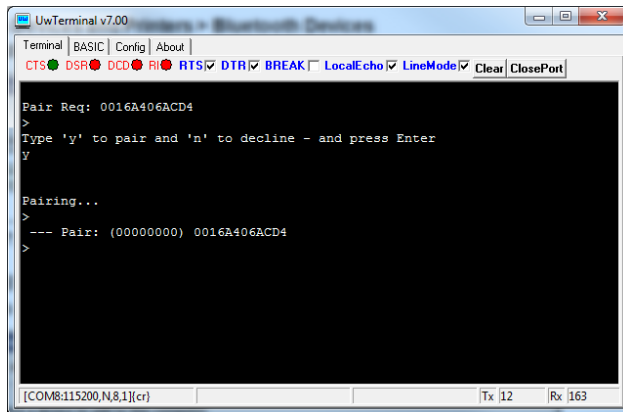 UwTerminal v7.00
Terminal BASIC Config About
CTS DSR DCD RI RTS DTR BREAK LocalEcho LineMode Clear ClosePort
Pair Req: 0016A406ACD4
>
Type 'y' to pair and 'n' to decline - and press Enter
y
Pairing...
>
--- Pair: (00000000) 0016A406ACD4
>
[COM8:115200,N,8,1]{cr} Tx 12 Rx 163